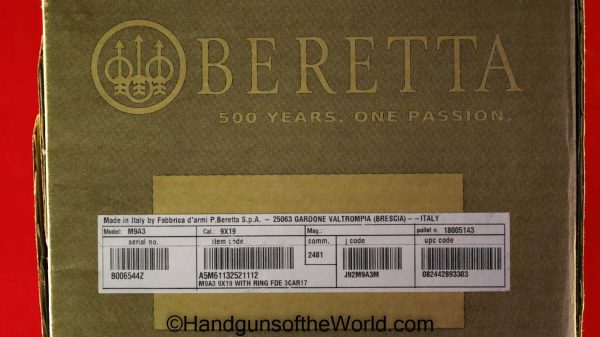 BERETTA
500 YEARS. ONE PASSION.
Made in Italy by Fabbrica d'armi P.Beretta S.p.A. - 25063 GARDONE VALTROMPIA (BRESCIA) - - ITALY
Model: M9A3 Cal.: 9X19 Mag.: pallet n. 18005143
serial no. item code comm. j code upc code
2481
B006544Z A5M61132521112 J92M9A3M 082442893303
M9A3 9X19 WITH RING FDE 3CAR17
©HandgunsoftheWorld.com